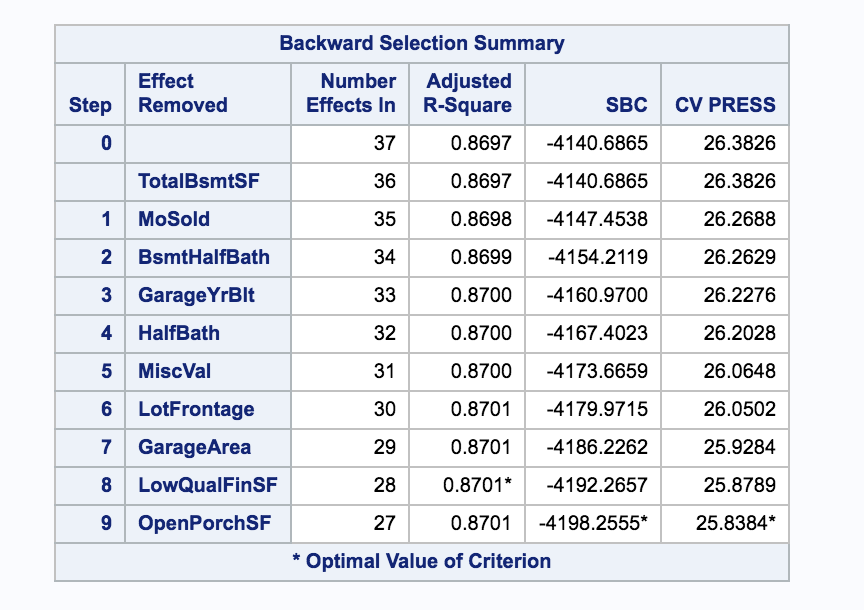 Backward Selection Summary
Step Effect Removed Number Effects In Adjusted R-Square SBC CV PRESS
0 37 0.8697 -4140.6865 26.3826
TotalBsmtSF 36 0.8697 -4140.6865 26.3826
1 MoSold 35 0.8698 -4147.4538 26.2688
2 BsmtHalfBath 34 0.8699 -4154.2119 26.2629
3 GarageYrBlt 33 0.8700 -4160.9700 26.2276
4 HalfBath 32 0.8700 -4167.4023 26.2028
5 MiscVal 31 0.8700 -4173.6659 26.0648
6 LotFrontage 30 0.8701 -4179.9715 26.0502
7 GarageArea 29 0.8701 -4186.2262 25.9284
8 LowQualFinSF 28 0.8701* -4192.2657 25.8789
9 OpenPorchSF 27 0.8701 -4198.2555* 25.8384*
* Optimal Value of Criterion